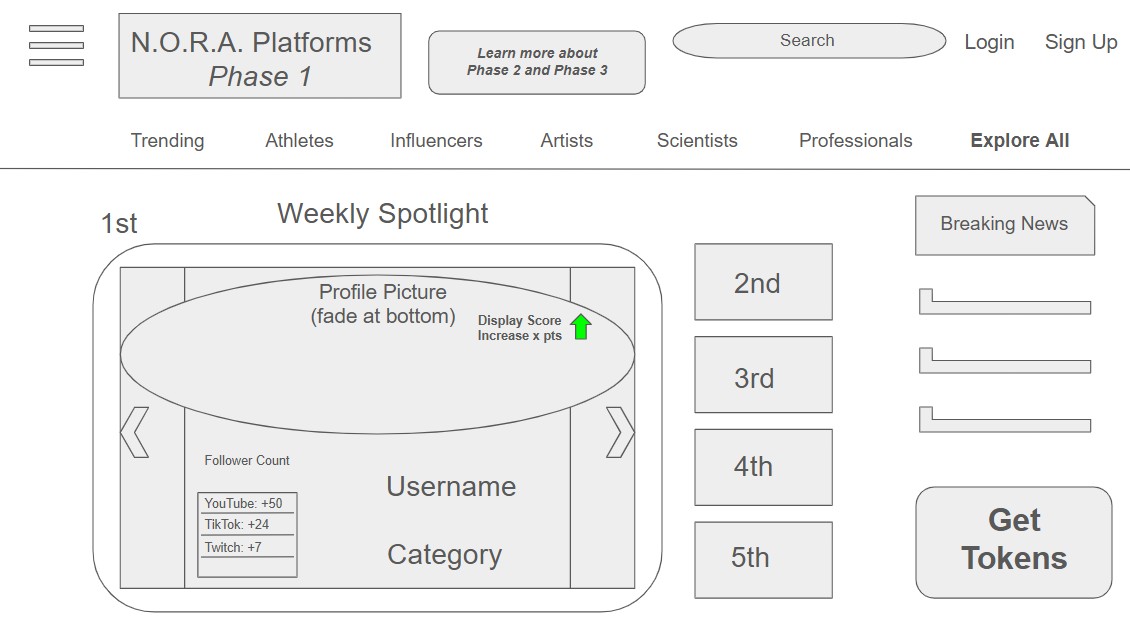 N.O.R.A. Platforms
Phase 1
Learn more about
Phase 2 and Phase 3
Search
Login
Sign Up
Trending
Athletes
Influencers
Artists
Scientists
Professionals
Explore All
1st
Weekly Spotlight
Profile Picture
(fade at bottom)
Display Score
Increase x pts
Follower Count
YouTube: +50
TikTok: +24
Twitch: +7
Username
Category
2nd
3rd
4th
5th
Breaking News
Get
Tokens